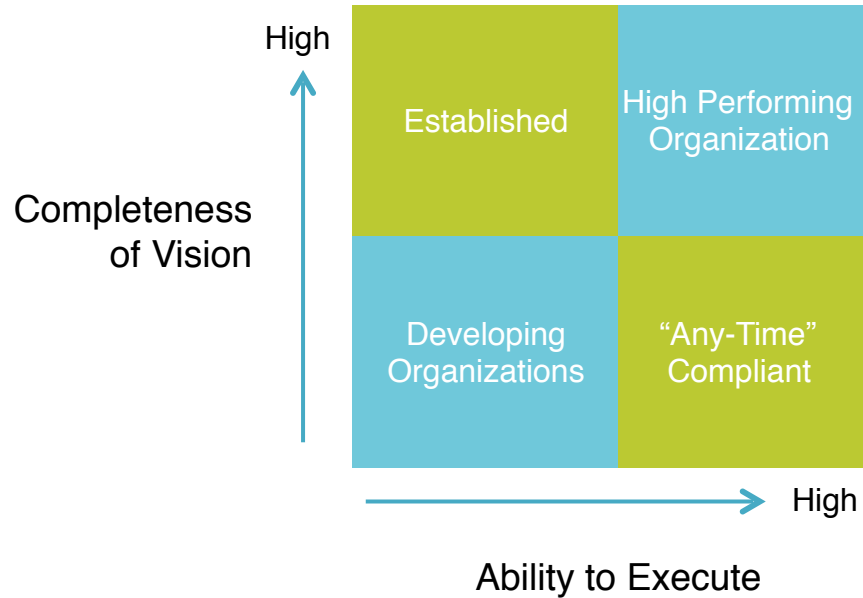 High
Completeness
of Vision
Established
High Performing
Organization
Developing
Organizations
“Any-Time”
Compliant
High
Ability to Execute